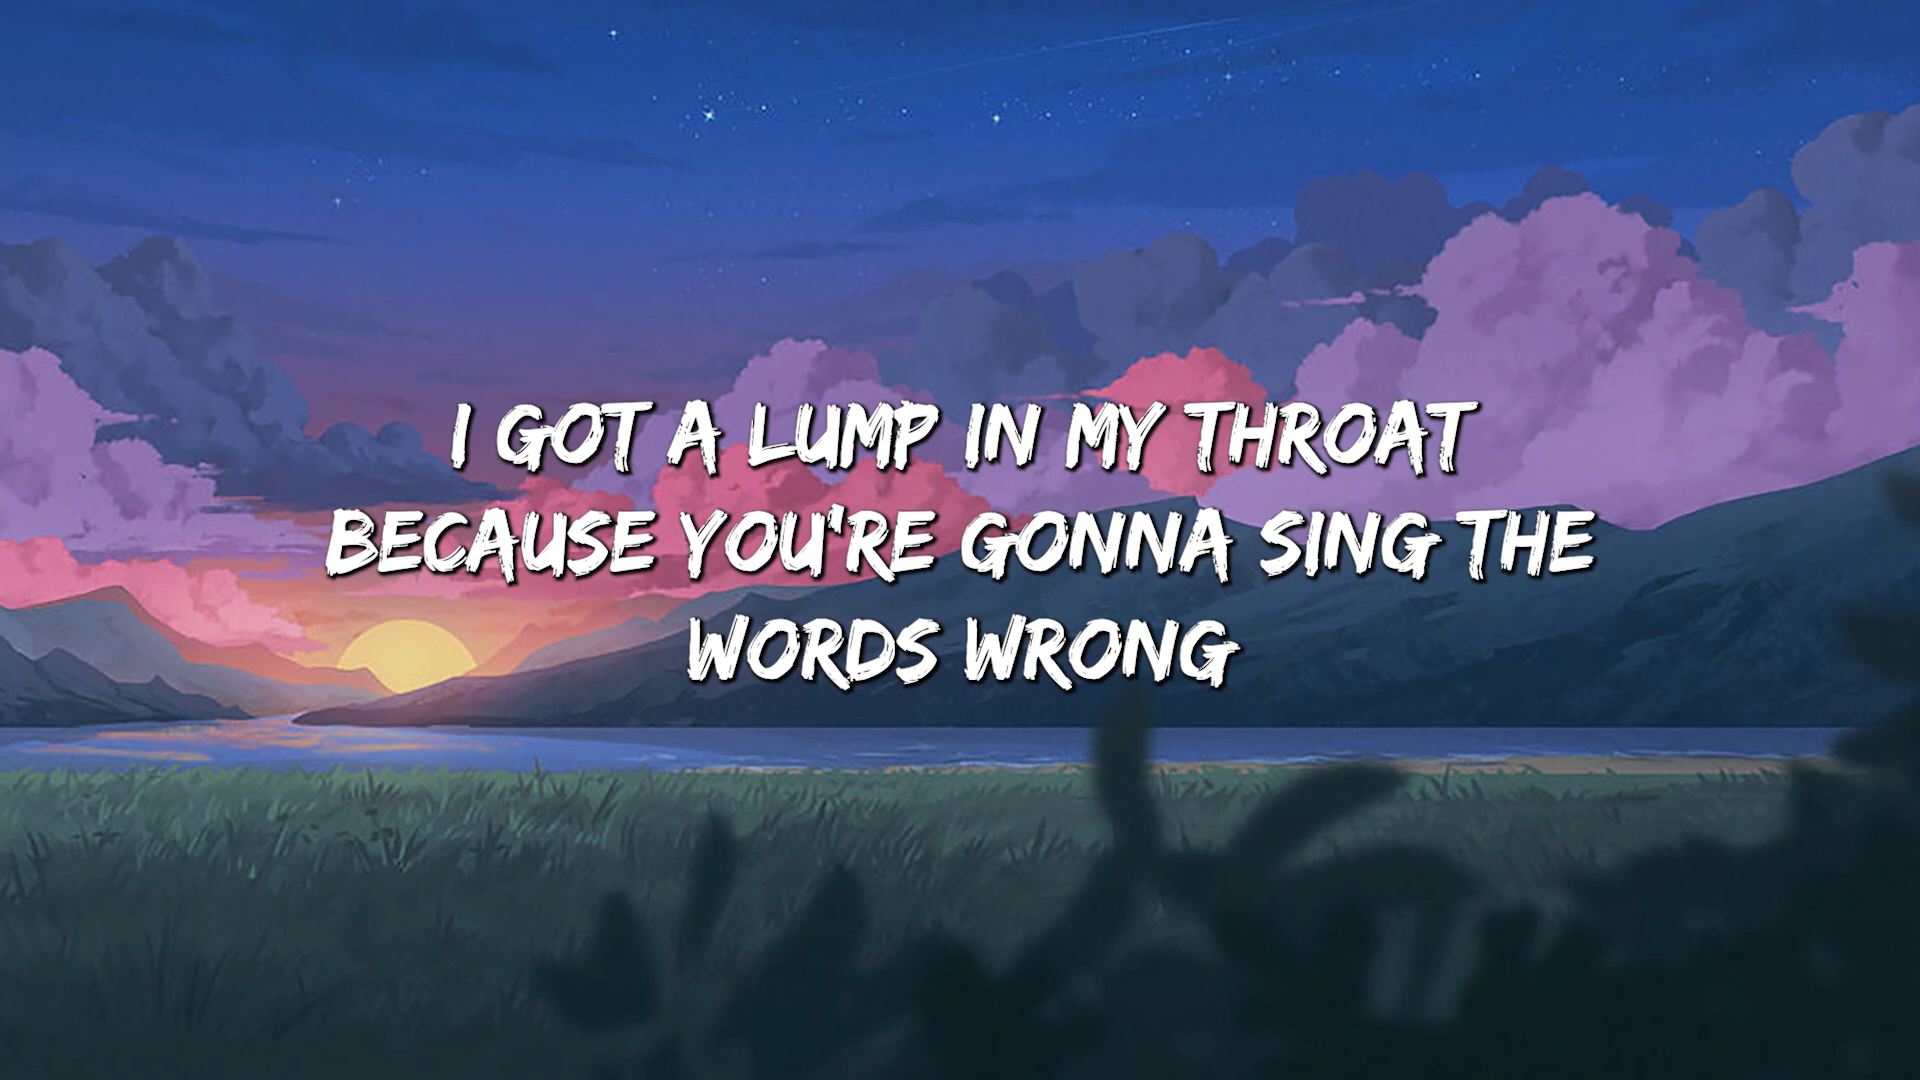 I GOT A LUMP IN MY THROAT
BECAUSE YOU'RE GONNA SING THE
WORDS WRONG